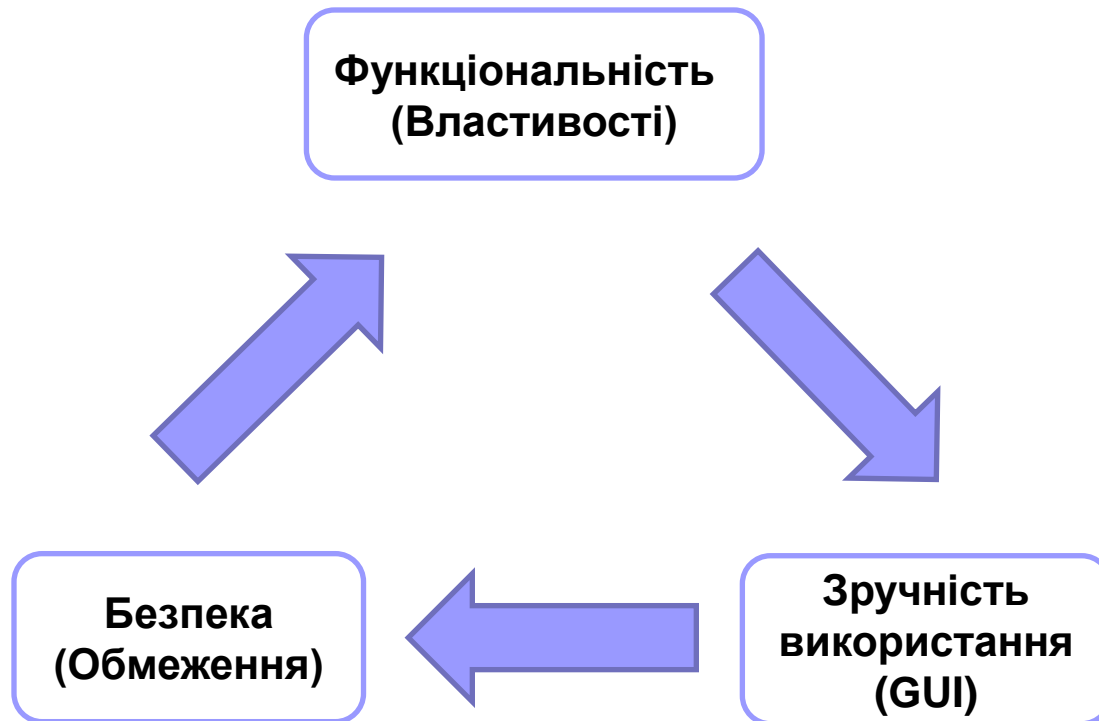 Функціональність
(Властивості)
Безпека
(Обмеження)
Зручність
використання
(GUI)